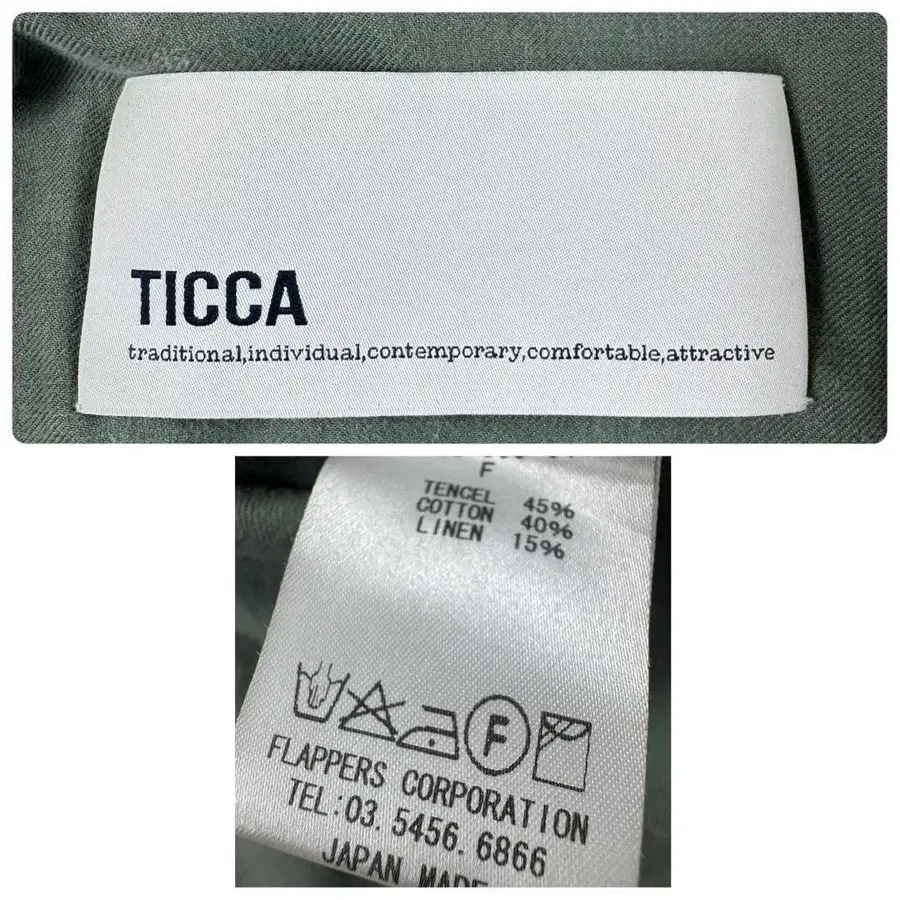 TICCA
traditional,individual,contemporary,comfortable,attractive
F
TENCEL 45%
COTTON 40%
LINEN 15%
F
FLAPPERS CORPORATION
TEL:03.5456.6866
JAPAN MADE